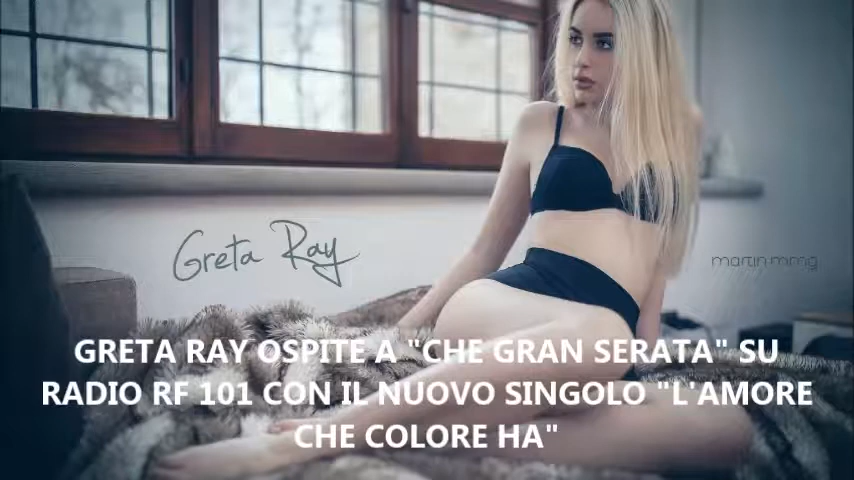 Greta Ray
martin mmg
GRETA RAY OSPITE A "CHE GRAN SERATA" SU
RADIO RF 101 CON IL NUOVO SINGOLO "L'AMORE
CHE COLORE HA"